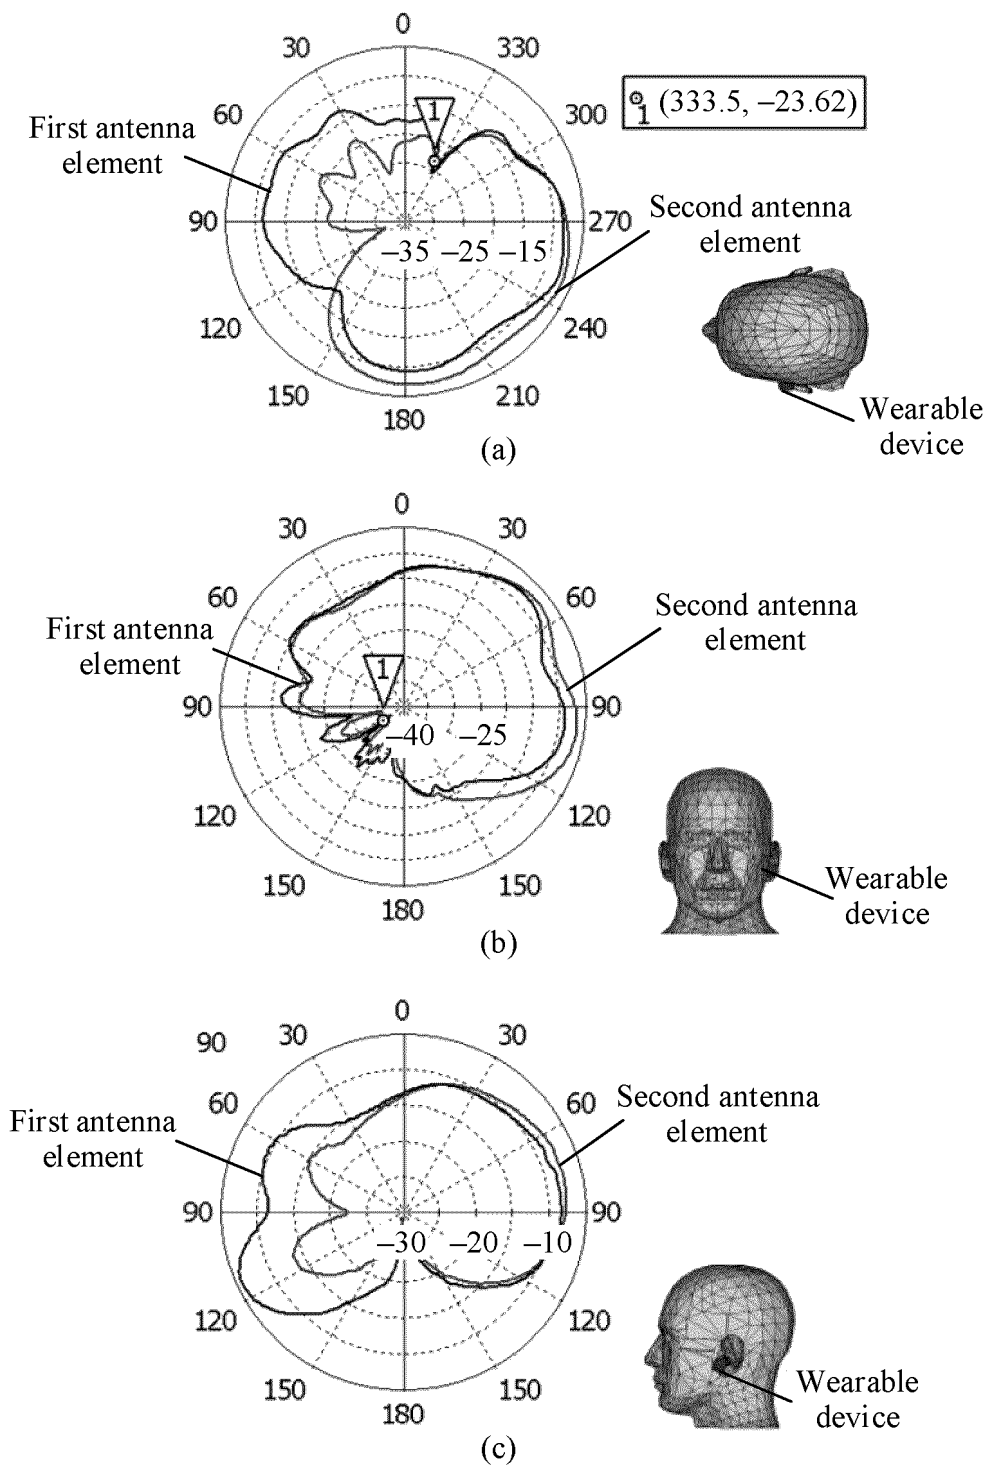 0
30
330
60
300
1
1 (333.5, –23.62)
First antenna
element
90
270
–35 –25 –15
Second antenna
element
120
240
150
210
180
Wearable
device
(a)
0
30
30
60
60
First antenna
element
Second antenna
element
1
90
90
–40 –25
120
120
150
150
180
Wearable
device
(b)
0
90
30
30
60
60
First antenna
element
Second antenna
element
90
90
–30 –20 –10
120
120
150
150
180
Wearable
device
(c)